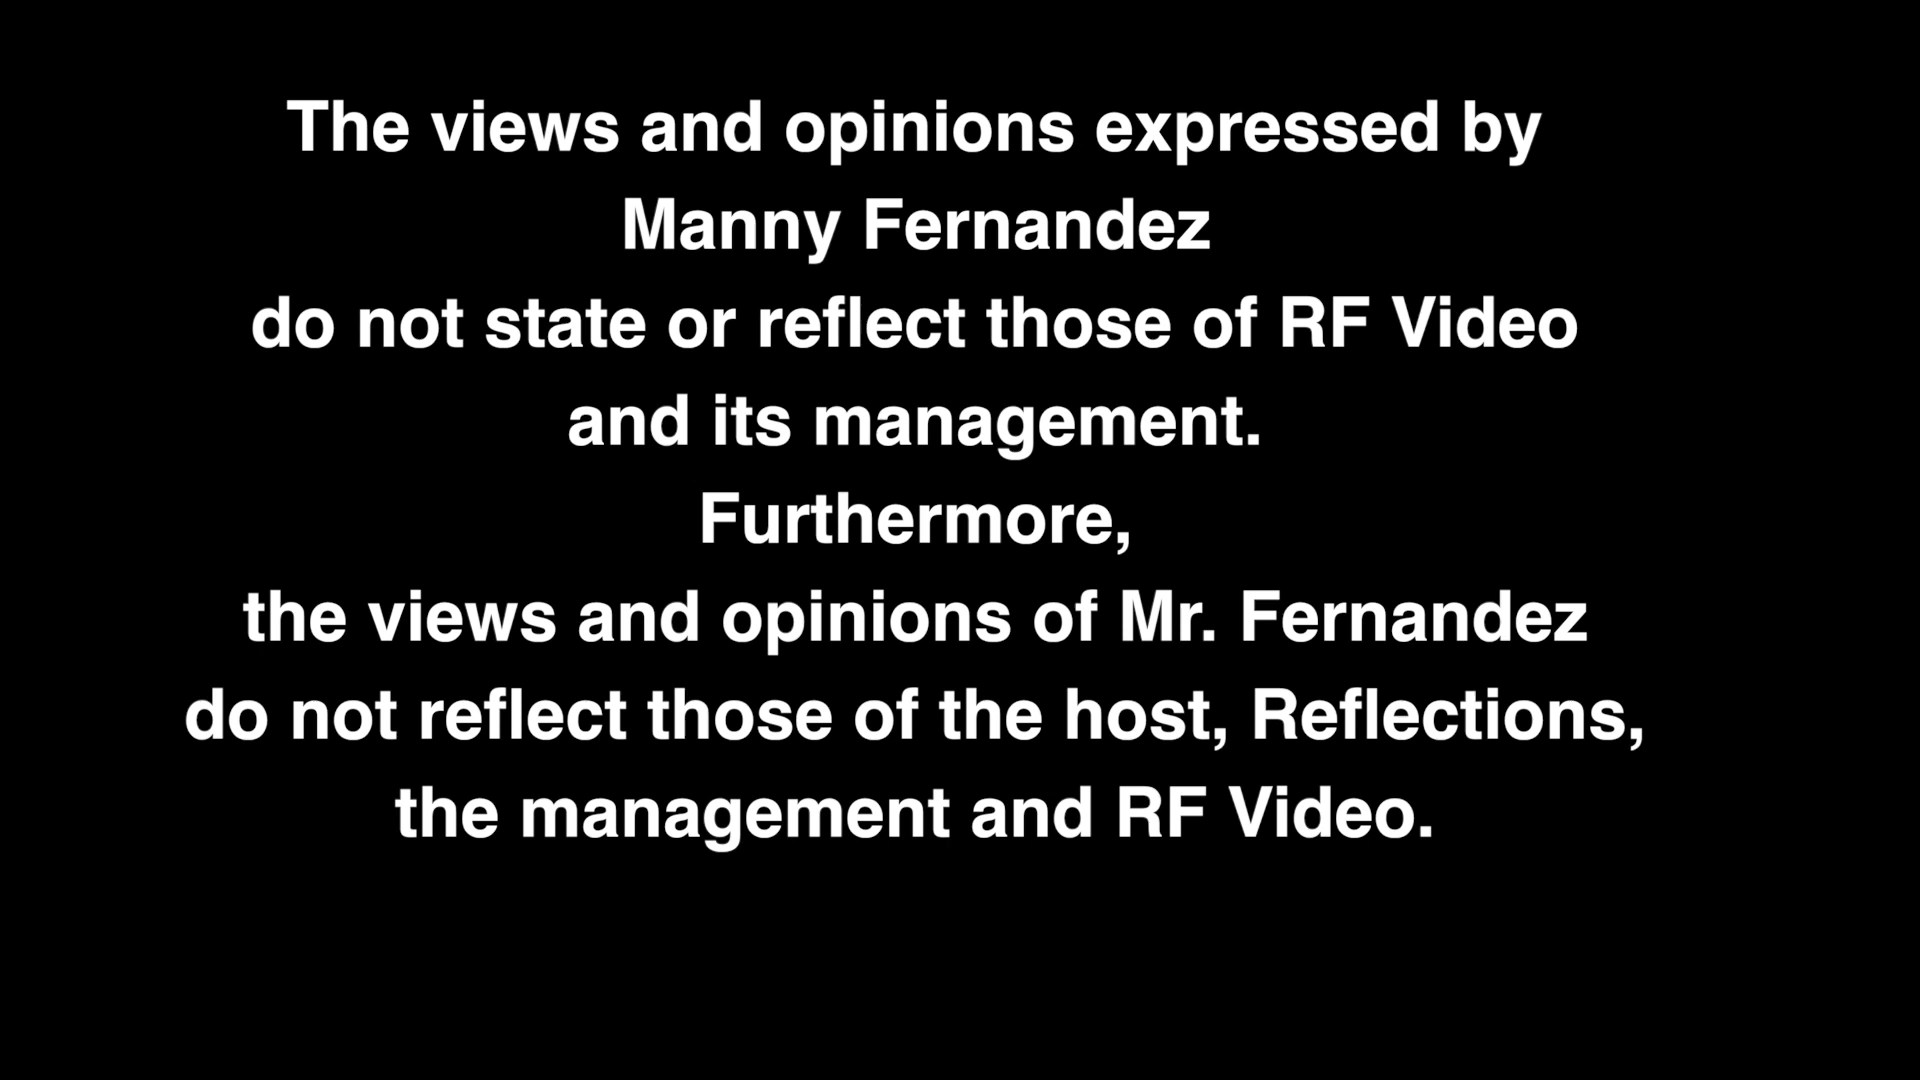 The views and opinions expressed by
Manny Fernandez
do not state or reflect those of RF Video
and its management.
Furthermore,
the views and opinions of Mr. Fernandez
do not reflect those of the host, Reflections,
the management and RF Video.